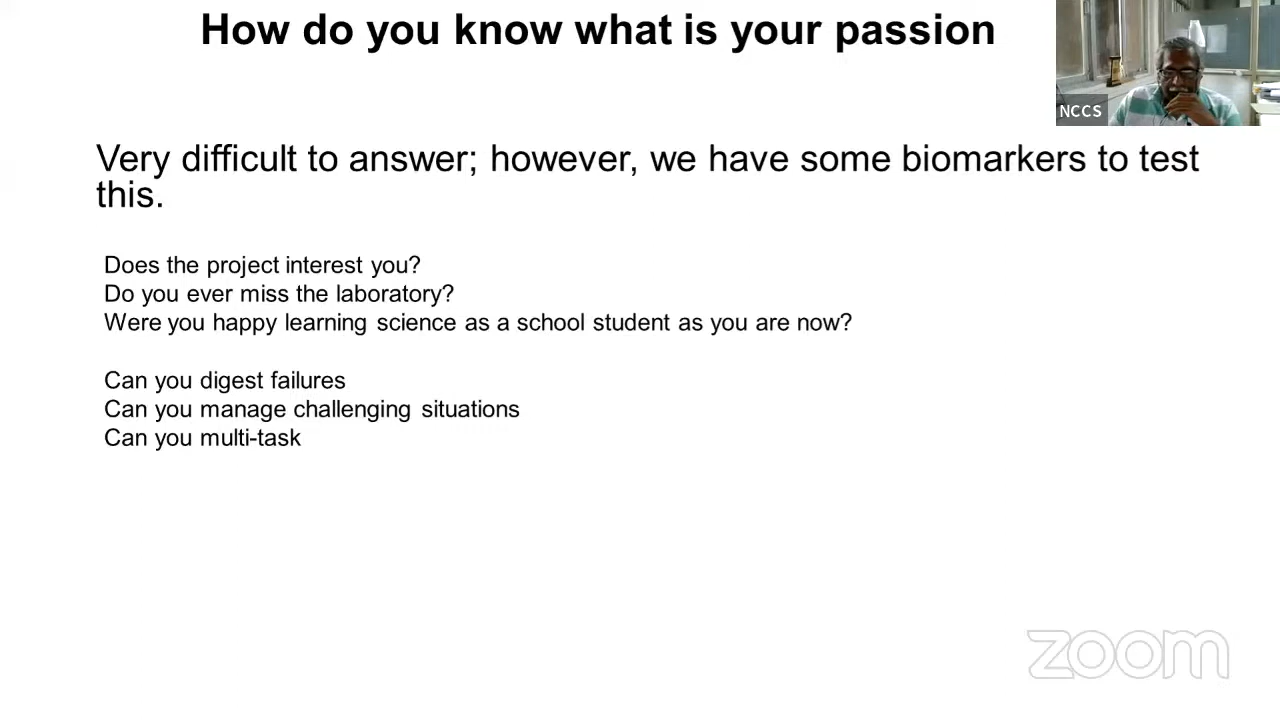 How do you know what is your passion
NCCS
Very difficult to answer; however, we have some biomarkers to test
this.
Does the project interest you?
Do you ever miss the laboratory?
Were you happy learning science as a school student as you are now?
Can you digest failures
Can you manage challenging situations
Can you multi-task
zoom